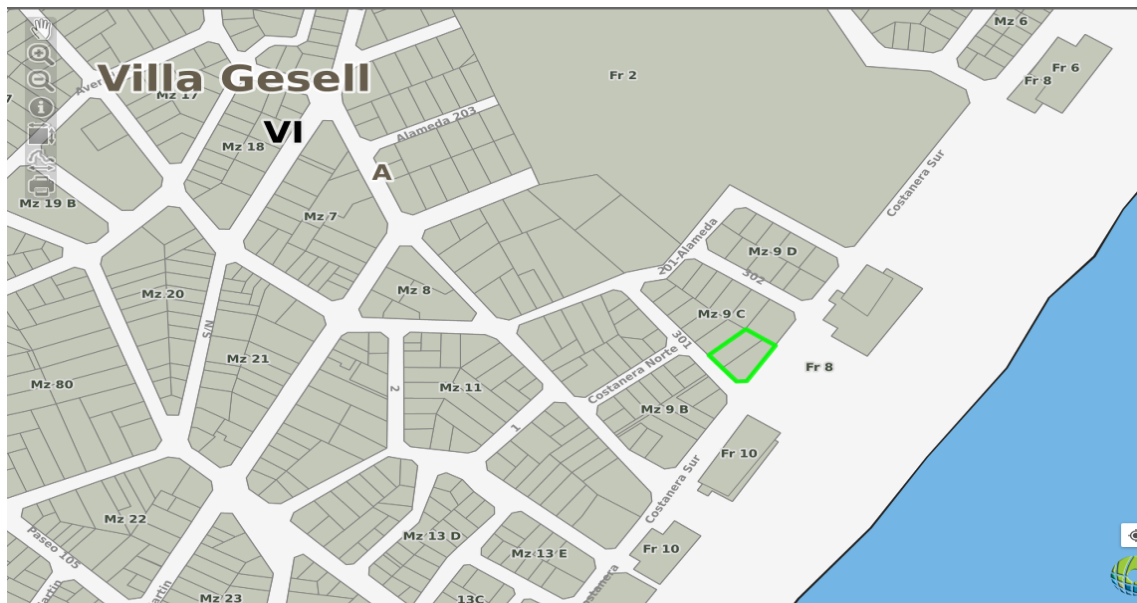 Mz 6
Fr 6
Fr 8
Fr 2
Villa Gesell
Mz 17
Alameda 203
VI
Mz 18
A
Costanera Sur
Mz 19 B
Mz 7
201-Alameda
Mz 9 D
302
Mz 8
Mz 20
Mz 9 C
S/N
301
Mz 21
Fr 8
Costanera Norte
Mz 80
2
Mz 11
Mz 9 B
1
Fr 10
Costanera Sur
Mz 22
Mz 13 D
Paseo 105
Mz 13 E
Fr 10
Mz 23
13C